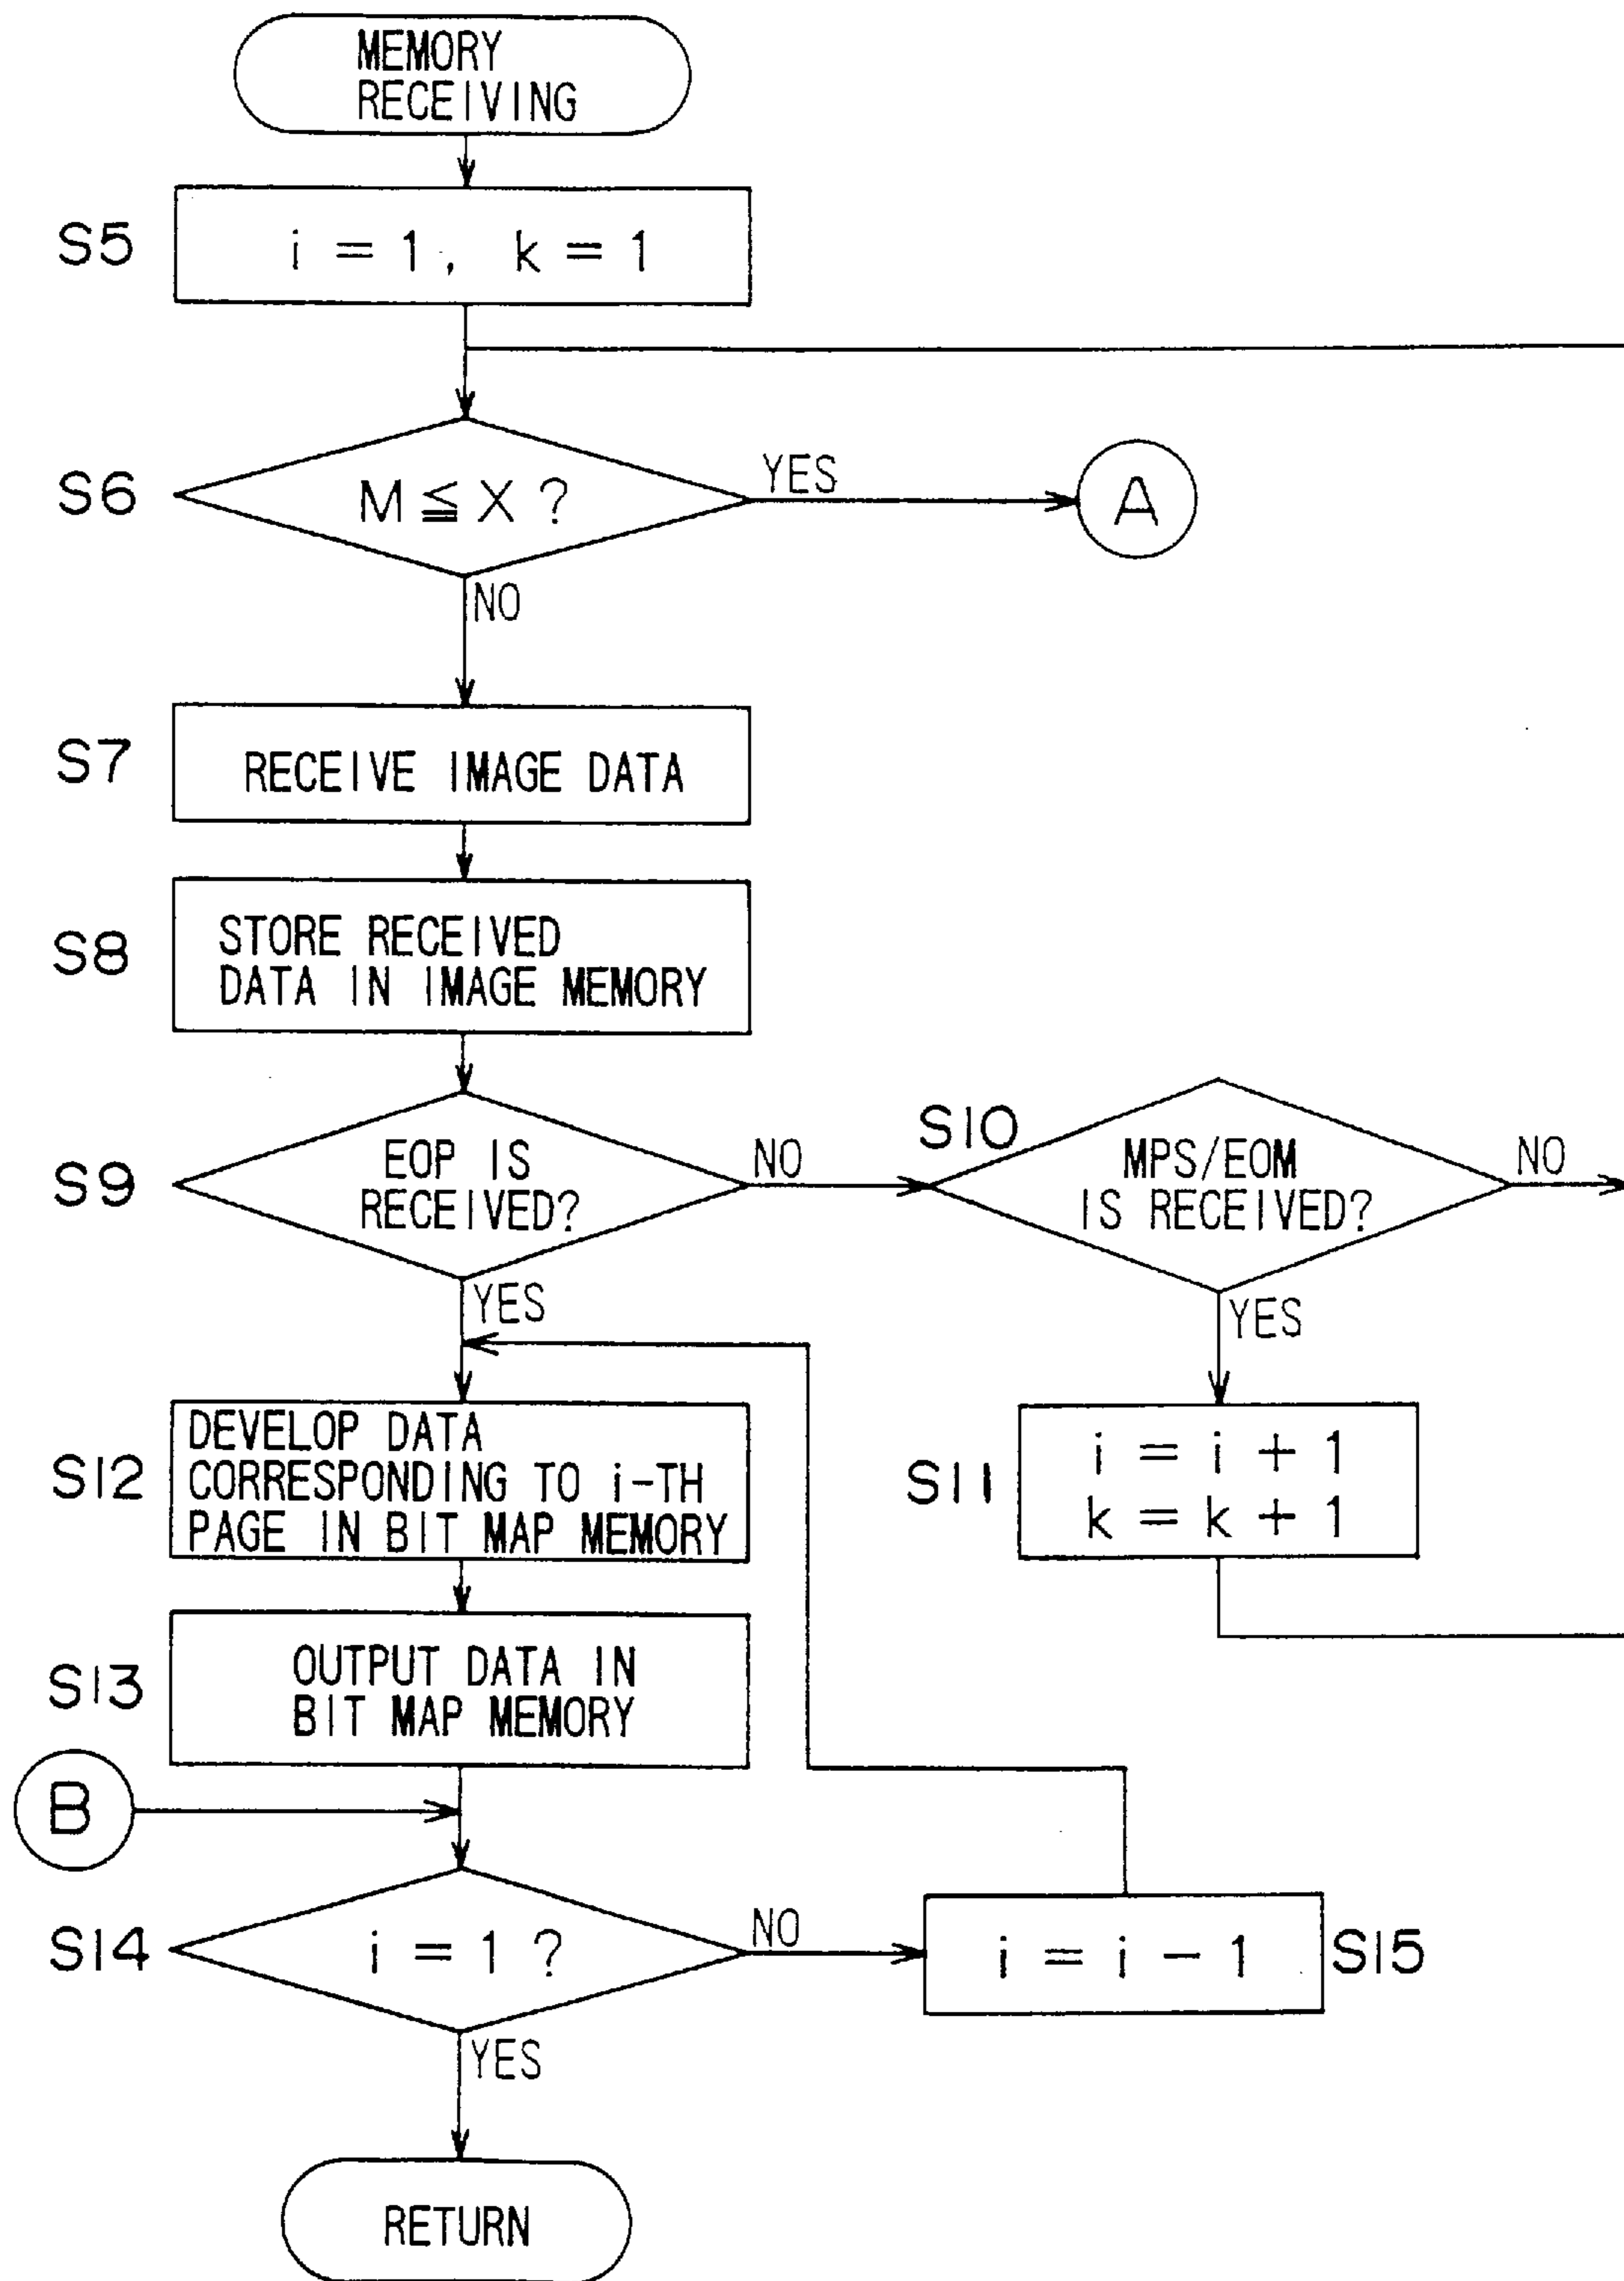 MEMORY
RECEIVING
S5
i = 1, k = 1
S6
M ≦ X ?
YES
A
NO
S7
RECEIVE IMAGE DATA
S8
STORE RECEIVED
DATA IN IMAGE MEMORY
S9
EOP IS
RECEIVED?
NO
S10
MPS/EOM
IS RECEIVED?
NO
YES
YES
S12
DEVELOP DATA
CORRESPONDING TO i-TH
PAGE IN BIT MAP MEMORY
S11
i = i + 1
k = k + 1
S13
OUTPUT DATA IN
BIT MAP MEMORY
B
S14
i = 1 ?
NO
i = i - 1
S15
YES
RETURN